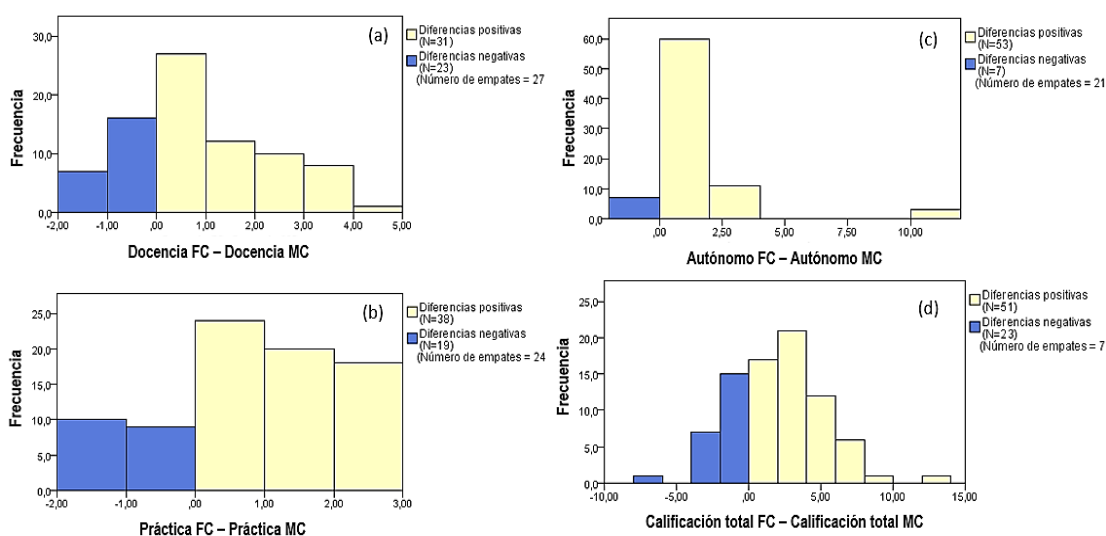 (a)
Diferencias positivas
(N=31)
Diferencias negativas
(N=23)
(Número de empates = 27
Frecuencia
30,0
20,0
10,0
0,0
-2,00 -1,00 ,00 1,00 2,00 3,00 4,00 5,00
Docencia FC – Docencia MC
(c)
Diferencias positivas
(N=53)
Diferencias negativas
(N=7)
(Número de empates = 21
Frecuencia
60,0
50,0
40,0
30,0
20,0
10,0
0,0
,00 2,50 5,00 7,50 10,00
Autónomo FC – Autónomo MC
(b)
Diferencias positivas
(N=38)
Diferencias negativas
(N=19)
(Número de empates = 24
Frecuencia
25,0
20,0
15,0
10,0
5,0
0,0
-2,00 -1,00 ,00 1,00 2,00 3,00
Práctica FC – Práctica MC
(d)
Diferencias positivas
(N=51)
Diferencias negativas
(N=23)
(Número de empates = 7
Frecuencia
25,0
20,0
15,0
10,0
5,0
0,0
-10,00 -5,00 ,00 5,00 10,00 15,00
Calificación total FC – Calificación total MC